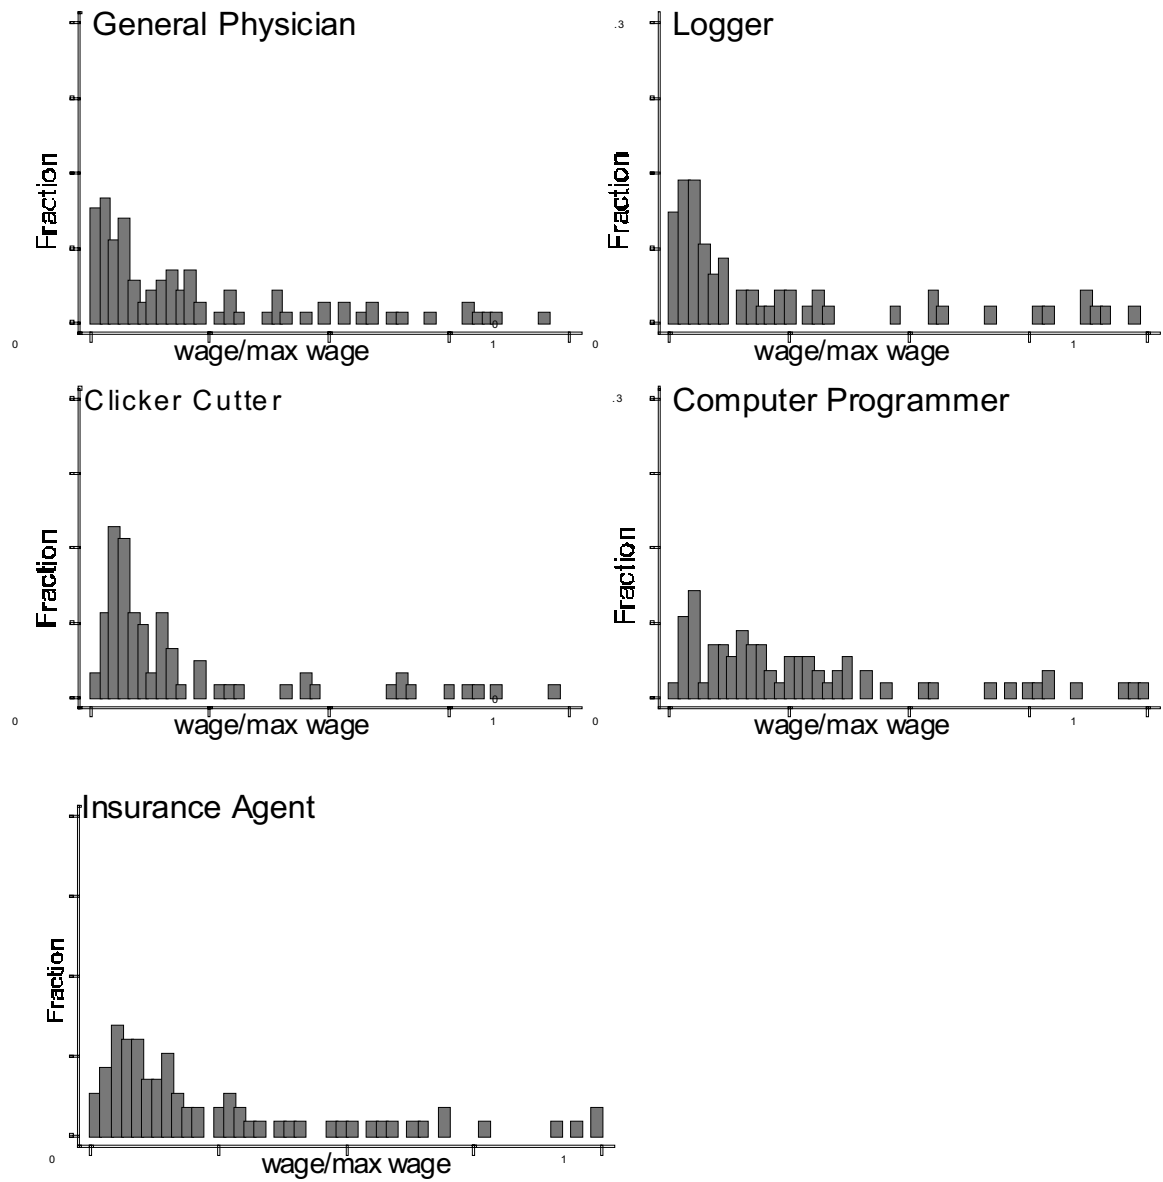 General Physician
.3
Logger
Fraction
Fraction
0
0
wage/max wage
1
0
wage/max wage
1
Clicker Cutter
.3
Computer Programmer
Fraction
Fraction
0
0
wage/max wage
1
0
wage/max wage
1
Insurance Agent
Fraction
0
wage/max wage
1